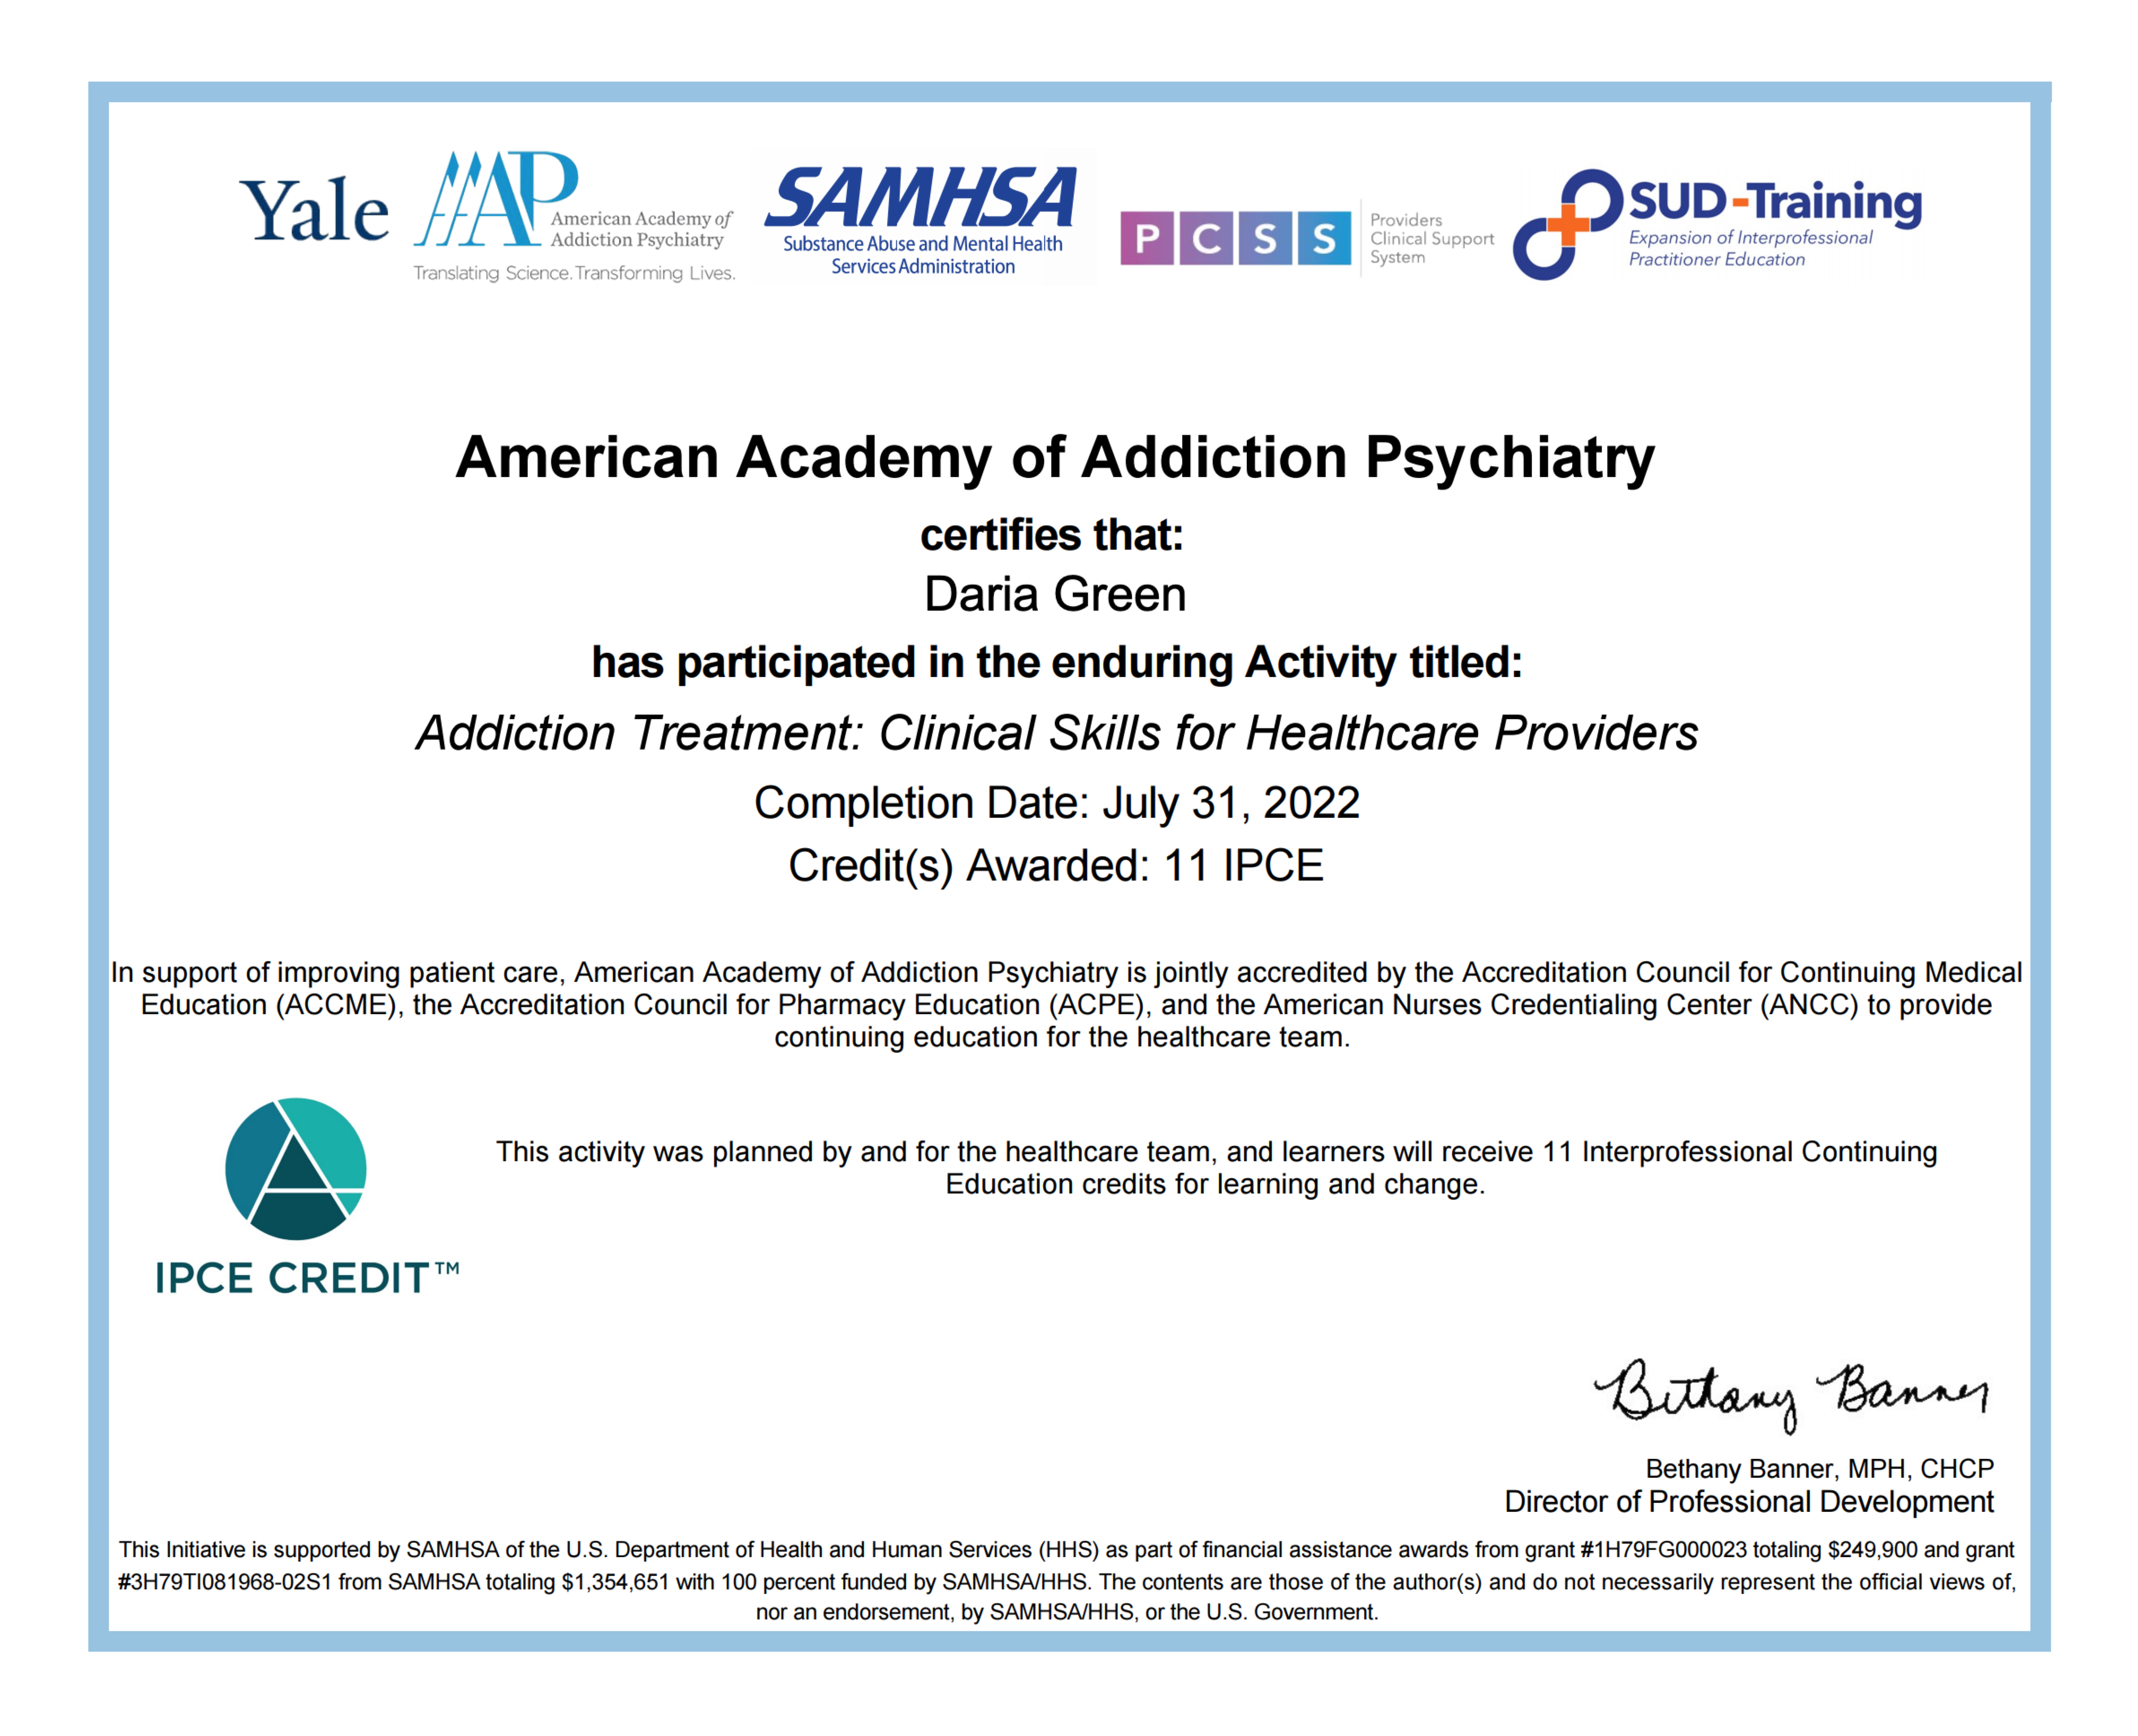 Yale
AAAP
American Academy of
Addiction Psychiatry
Translating Science. Transforming Lives.
SAMHSA
Substance Abuse and Mental Health
Services Administration
PCSS
Providers
Clinical Support
System
SUD-Training
Expansion of Interprofessional
Practitioner Education
American Academy of Addiction Psychiatry
certifies that:
Daria Green
has participated in the enduring Activity titled:
Addiction Treatment: Clinical Skills for Healthcare Providers
Completion Date: July 31, 2022
Credit(s) Awarded: 11 IPCE
In support of improving patient care, American Academy of Addiction Psychiatry is jointly accredited by the Accreditation Council for Continuing Medical
Education (ACCME), the Accreditation Council for Pharmacy Education (ACPE), and the American Nurses Credentialing Center (ANCC) to provide
continuing education for the healthcare team.
This activity was planned by and for the healthcare team, and learners will receive 11 Interprofessional Continuing
Education credits for learning and change.
IPCE CREDIT™
Bethany Banner
Bethany Banner, MPH, CHCP
Director of Professional Development
This Initiative is supported by SAMHSA of the U.S. Department of Health and Human Services (HHS) as part of financial assistance awards from grant #1H79FG000023 totaling $249,900 and grant
#3H79TI081968-02S1 from SAMHSA totaling $1,354,651 with 100 percent funded by SAMHSA/HHS. The contents are those of the author(s) and do not necessarily represent the official views of,
nor an endorsement, by SAMHSA/HHS, or the U.S. Government.